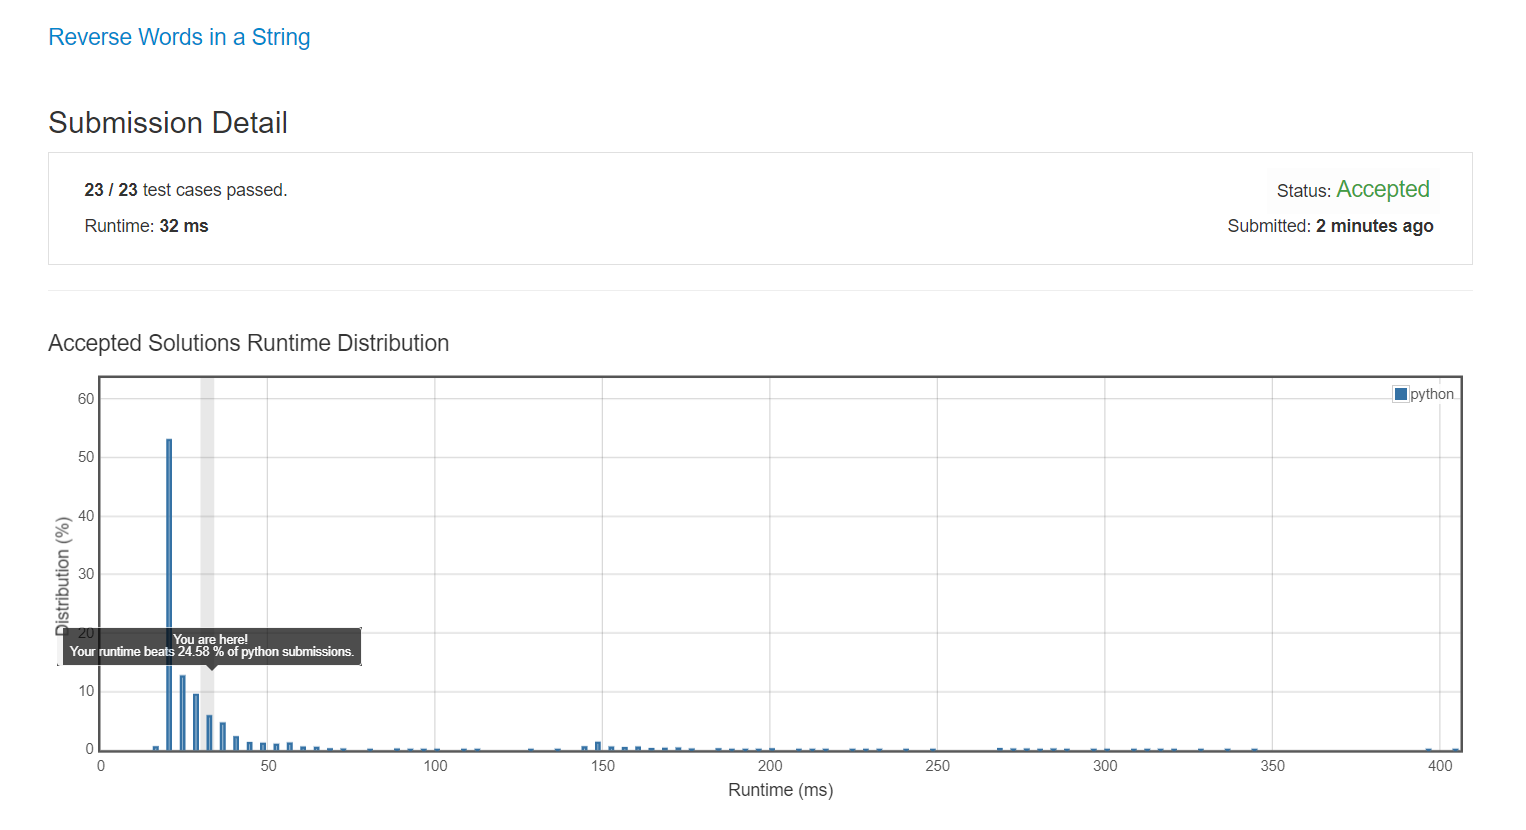 Reverse Words in a String
Submission Detail
23 / 23 test cases passed.
Status: Accepted
Runtime: 32 ms
Submitted: 2 minutes ago
Accepted Solutions Runtime Distribution
python
60
50
40
30
20
10
0
Distribution (%)
You are here!
Your runtime beats 24.58 % of python submissions.
0 50 100 150 200 250 300 350 400
Runtime (ms)